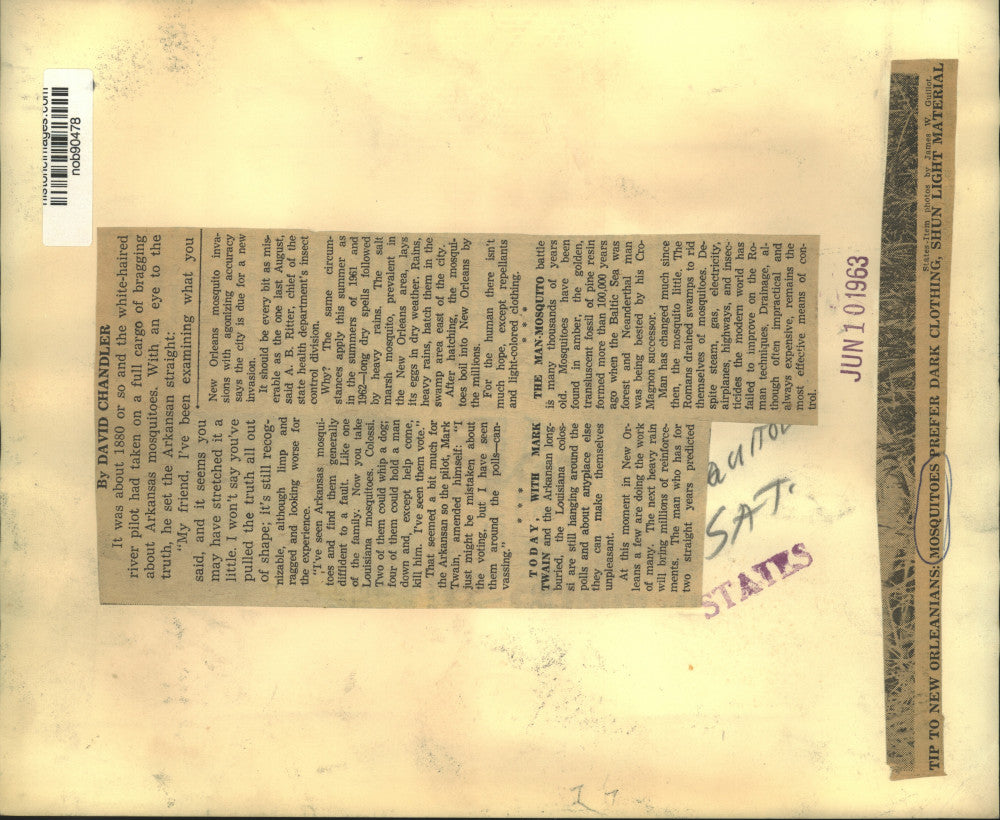 By DAVID CHANDLER
It was about 1880 or so and the white-haired
river pilot had taken on a full cargo of bragging
about Arkansas mosquitoes. With an eye to the
truth, he set the Arkansan straight:
"My friend, I've been examining what you
said, and it seems you
may have stretched it a
little. I won't say you've
pulled the truth all out
of shape; it's still recog-
nizable, although limp and
ragged and looking worse for
the experience.
"I've seen Arkansas mosqui-
toes and find them generally
diffident to a fault. Like one
of the family. Now you take
Louisiana mosquitoes. Colossi.
Two of them could whip a dog;
four of them could hold a man
down and, except help come,
kill him. I've seen them vote."
That seemed a bit much for
the Arkansan so the pilot, Mark
Twain, amended himself: "I
just might be mistaken about
the voting, but I have seen
them around the polls—can-
vassing."
* * *
TODAY, WITH MARK
TWAIN and the Arkansan long-
buried, the Louisiana colos-
si are still hanging around the
polls and about anyplace else
they can make themselves
unpleasant.
At this moment in New Or-
leans a few are doing the work
of many. The next heavy rain
will bring millions of reinforce-
ments. The man who has for
two straight years predicted
New Orleans mosquito inva-
sions with agonizing accuracy
says the city is due for a new
invasion.
It should be every bit as mis-
erable as the one last August,
said A. B. Ritter, chief of the
state health department's insect
control division.
Why? The same circum-
stances apply this summer as
in the summers of 1961 and
1962—long dry spells followed
by heavy rains. The salt
marsh mosquito, prevalent in
the New Orleans area, lays
its eggs in dry weather. Rains,
heavy rains, hatch them in the
swamp area east of the city.
After hatching, the mosqui-
toes boil into New Orleans by
the millions.
For the human there isn't
much hope, except repellants
and light-colored clothing.
* * *
THE MAN-MOSQUITO battle
is many thousands of years
old. Mosquitoes have been
found in amber, the golden,
transluscent fossil of pine resin
formed more than 100,000 years
ago when the Baltic Sea was
forest and Neanderthal man
was being bested by his Cro-
Magnon successor.
Man has changed much since
then, the mosquito little. The
Romans drained swamps to rid
themselves of mosquitoes. De-
spite steam, gas, electricity,
airplanes, highways, and insec-
ticides the modern world has
failed to improve on the Ro-
man techniques. Drainage, al-
though often impractical and
always expensive, remains the
most effective means of con-
trol.
SAT.
STATES
JUN 10 1963
States-Item photos by James W. Guillot.
TIP TO NEW ORLEANIANS: MOSQUITOES PREFER DARK CLOTHING, SHUN LIGHT MATERIAL
historicimages.com
nob90478